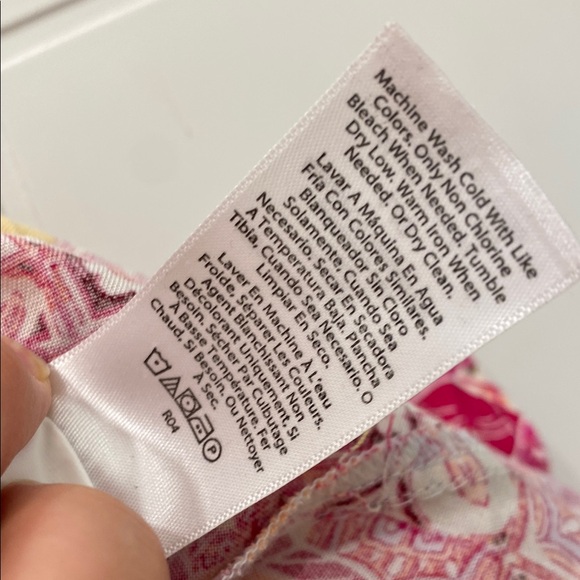 Machine Wash Cold With Like
Colors, Only Non Chlorine
Bleach When Needed, Tumble
Dry Low. Warm Iron When
Needed, Or Dry Clean.
Lavar A Máquina En Agua
Fría Con Colores Similares.
Blanqueador Sin Cloro
Solamente, Cuando Sea
Necesario. Secar En Secadora
A Temperatura Baja. Plancha
Tibia, Cuando Sea Necesario. O
Limpiar En Seco.
Laver En Machine À L'eau
Froide, Séparer Les Couleurs.
Agent Blanchissant Non
Décolorant Uniquement, Si
Besoin, Sécher Par Culbutage
À Basse Température. Fer
Chaud Si Besoin. Ou Nettoyer
À Sec.
P
R04